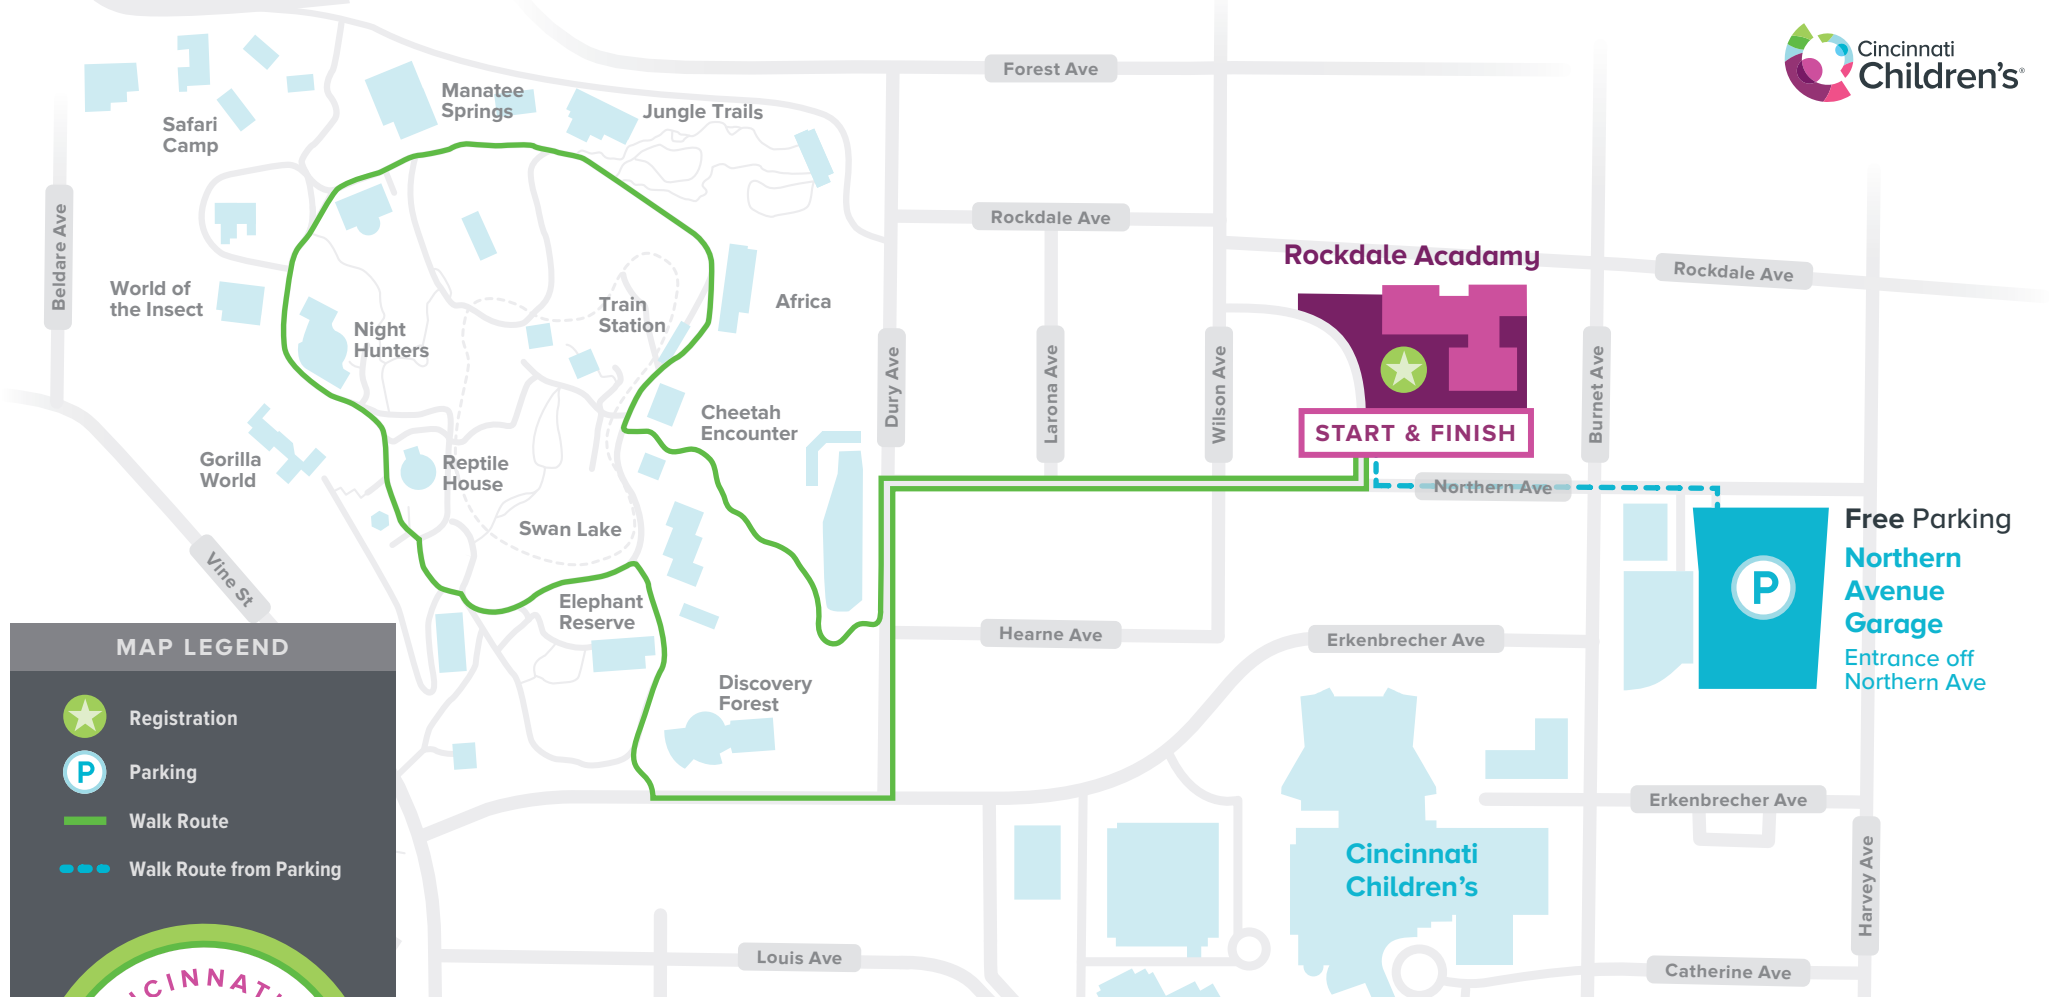 Forest Ave
Cincinnati
Children's®
Manatee
Springs
Jungle Trails
Safari
Camp
Rockdale Ave
Beldare Ave
Rockdale Acadamy
Rockdale Ave
World of
the Insect
Train
Station
Africa
Night
Hunters
Dury Ave
Larona Ave
Wilson Ave
Burnet Ave
Cheetah
Encounter
START & FINISH
Gorilla
World
Reptile
House
Northern Ave
Swan Lake
Free Parking
Northern
Avenue
Garage
Entrance off
Northern Ave
P
Vine St
Elephant
Reserve
Hearne Ave
Erkenbrecher Ave
Discovery
Forest
MAP LEGEND
Registration
P Parking
Walk Route
Walk Route from Parking
Erkenbrecher Ave
Cincinnati
Children's
Harvey Ave
Louis Ave
Catherine Ave
CINNAT